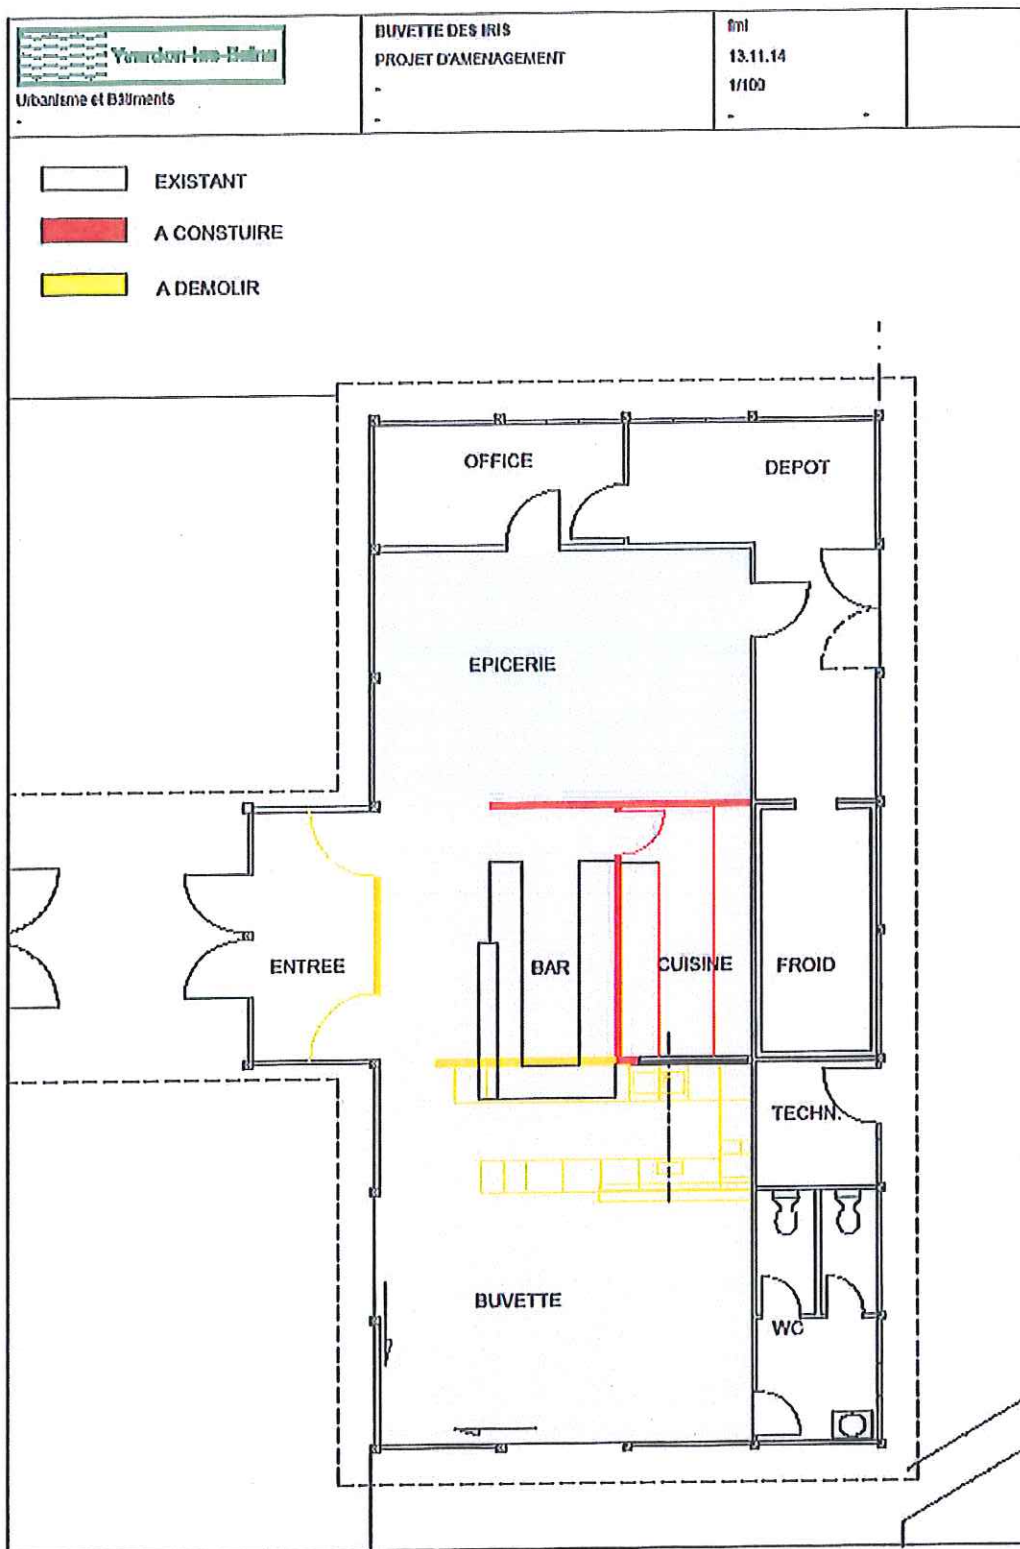 Yverdon-les-Bains
Urbanisme et Bâtiments
BUVETTE DES IRIS
PROJET D'AMENAGEMENT
fml
13.11.14
1/100
EXISTANT
A CONSTUIRE
A DEMOLIR
OFFICE
DEPOT
EPICERIE
ENTREE
BAR
CUISINE
FROID
TECHN.
BUVETTE
WC